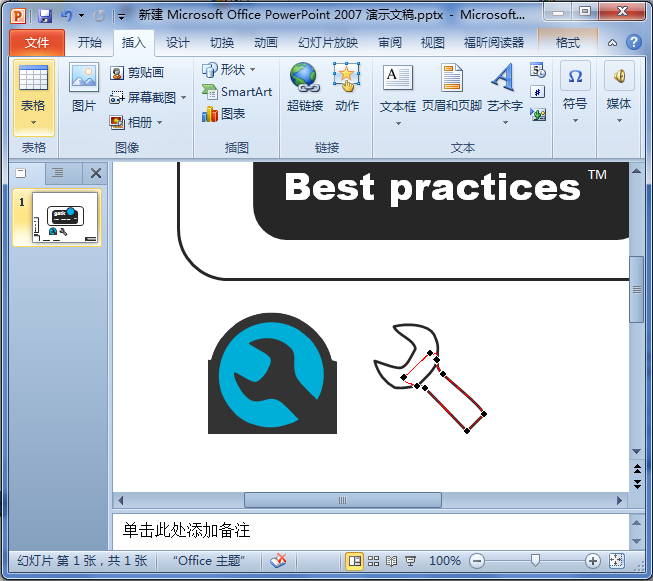 新建 Microsoft Office PowerPoint 2007 演示文稿.pptx - Microsoft...
文件 开始 插入 设计 切换 动画 幻灯片放映 审阅 视图 福昕阅读器 格式
表格
表格
图片
剪贴画
屏幕截图
相册
图像
形状
SmartArt
图表
插图
超链接 动作
链接
文本框 页眉和页脚 艺术字
文本
符号
媒体
1
Best practices TM
单击此处添加备注
幻灯片 第 1 张，共 1 张 “Office 主题” 100%